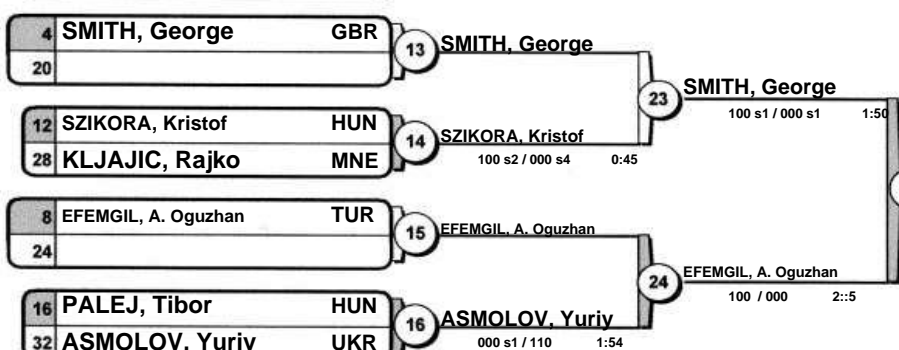 4 SMITH, George GBR
20
13 SMITH, George
12 SZIKORA, Kristof HUN
28 KLJAJIC, Rajko MNE
14 SZIKORA, Kristof
100 s2 / 000 s4 0:45
23 SMITH, George
100 s1 / 000 s1 1:50
8 EFEMGIL, A. Oguzhan TUR
24
15 EFEMGIL, A. Oguzhan
16 PALEJ, Tibor HUN
32 ASMOLOV, Yuriy UKR
16 ASMOLOV, Yuriy
000 s1 / 110 1:54
24 EFEMGIL, A. Oguzhan
100 / 000 2::5